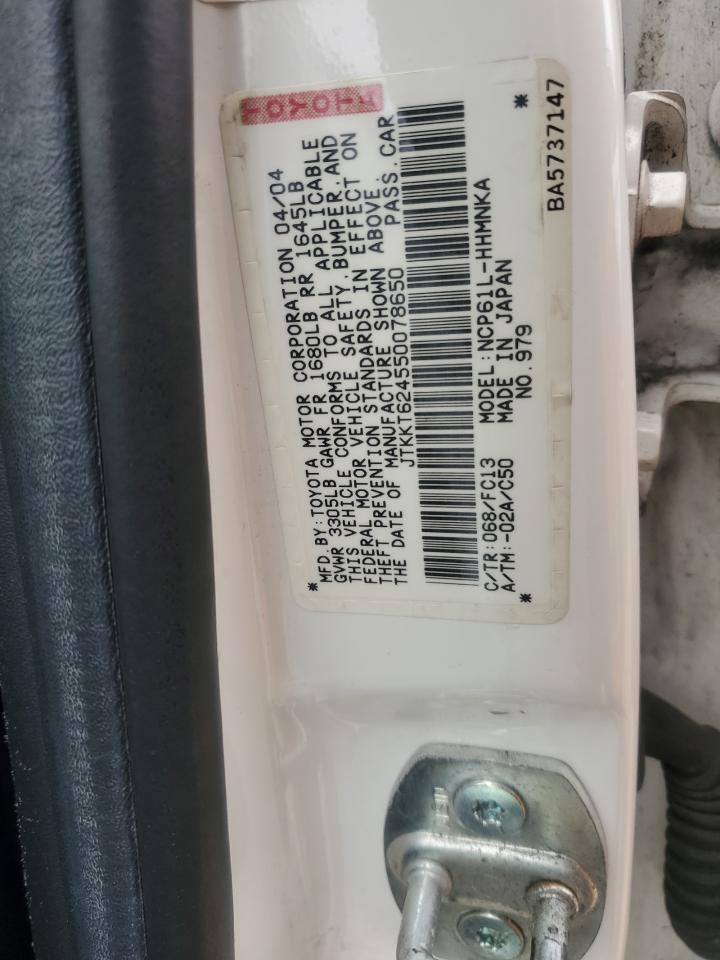 TOYOTA
MFD. BY: TOYOTA MOTOR CORPORATION 04/04
GVWR 3305LB GAWR FR 1680LB RR 1645LB
THIS VEHICLE CONFORMS TO ALL APPLICABLE
FEDERAL MOTOR VEHICLE SAFETY, BUMPER, AND
THEFT PREVENTION STANDARDS IN EFFECT ON
THE DATE OF MANUFACTURE SHOWN ABOVE.
JTKKT624550078650 PASS. CAR
C/TR: 068/FC13 MODEL: NCP61L-HHMNKA
A/TM: -02A/C50 MADE IN JAPAN
NO. 979
BA5737147